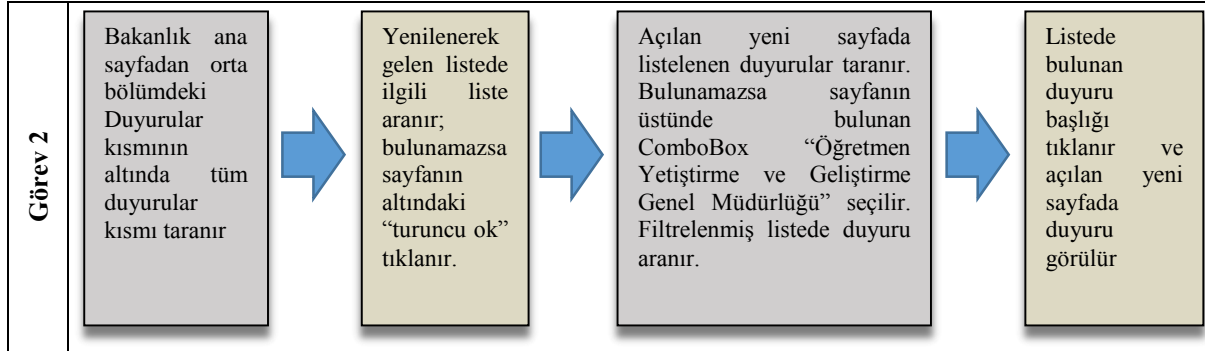 Görev 2
Bakanlık ana
sayfadan orta
bölümdeki
Duyurular
kısmının
altında tüm
duyurular
kısmı taranır
Yenilenerek
gelen listede
ilgili liste
aranır;
bulunamazsa
sayfanın
altındaki
“turuncu ok”
tıklanır.
Açılan yeni sayfada
listelenen duyurular taranır.
Bulunamazsa sayfanın
üstünde bulunan
ComboBox “Öğretmen
Yetiştirme ve Geliştirme
Genel Müdürlüğü” seçilir.
Filtrelenmiş listede duyuru
aranır.
Listede
bulunan
duyuru
başlığı
tıklanır ve
açılan yeni
sayfada
duyuru
görülür